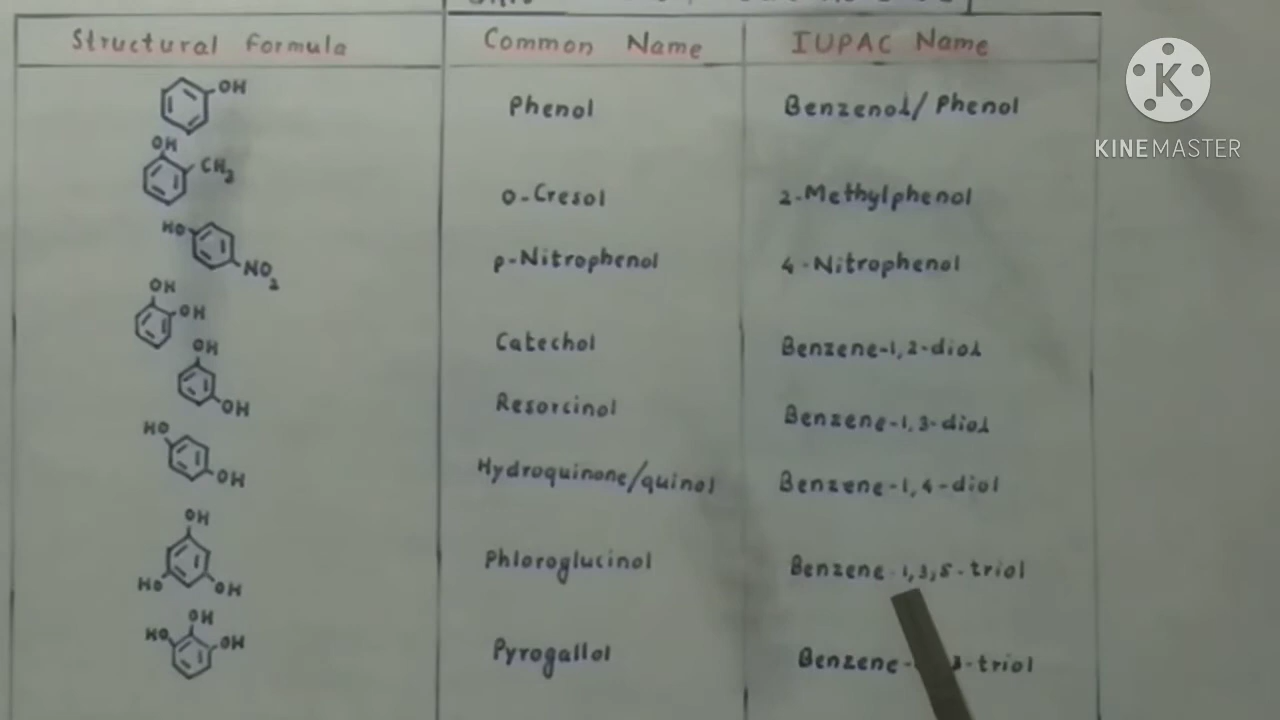 Structural Formula Common Name IUPAC Name
OH Phenol Benzenol/Phenol
OH
CH3 o-Cresol 2-Methylphenol
HO NO2 p-Nitrophenol 4-Nitrophenol
OH
OH Catechol Benzene-1,2-diol
OH
OH Resorcinol Benzene-1,3-diol
HO
OH Hydroquinone/quinol Benzene-1,4-diol
OH
HO OH Phloroglucinol Benzene-1,3,5-triol
OH
HO OH Pyrogallol Benzene- 3-triol
K
KINEMASTER